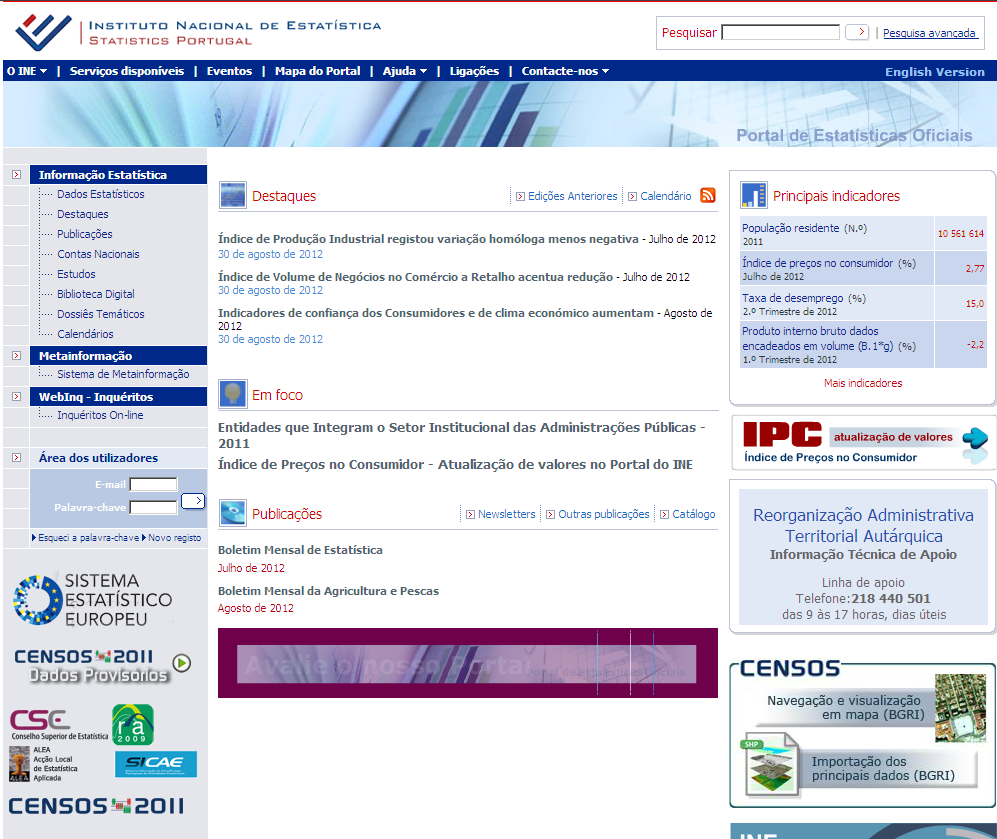 INSTITUTO NACIONAL DE ESTATÍSTICA
STATISTICS PORTUGAL
Pesquisar
Pesquisa avançada
O INE | Serviços disponíveis | Eventos | Mapa do Portal | Ajuda | Ligações | Contacte-nos
English Version
Portal de Estatísticas Oficiais
Informação Estatística
Dados Estatísticos
Destaques
Publicações
Contas Nacionais
Estudos
Biblioteca Digital
Dossiês Temáticos
Calendários
Metainformação
Sistema de Metainformação
WebInq - Inquéritos
Inquéritos On-line
Área dos utilizadores
E-mail
Palavra-chave
Esqueci a palavra-chave Novo registo
SISTEMA
ESTATÍSTICO
EUROPEU
CENSOS 2011
Dados Provisórios
CSE
Conselho Superior de Estatística
ra
2009
ALEA
ALEA
Acção Local
de Estatística
Aplicada
SICAE
CENSOS 2011
Destaques
Edições Anteriores
Calendário
Índice de Produção Industrial registou variação homóloga menos negativa - Julho de 2012
30 de agosto de 2012
Índice de Volume de Negócios no Comércio a Retalho acentua redução - Julho de 2012
30 de agosto de 2012
Indicadores de confiança dos Consumidores e de clima económico aumentam - Agosto de
2012
30 de agosto de 2012
Em foco
Entidades que Integram o Setor Institucional das Administrações Públicas -
2011
Índice de Preços no Consumidor - Atualização de valores no Portal do INE
Publicações
Newsletters
Outras publicações
Catálogo
Boletim Mensal de Estatística
Julho de 2012
Boletim Mensal da Agricultura e Pescas
Agosto de 2012
Avalie o nosso Portal
Portal de Estatísticas Oficiais
Principais indicadores
População residente (N.º)
2011
10 561 614
Índice de preços no consumidor (%)
Julho de 2012
2,77
Taxa de desemprego (%)
2.º Trimestre de 2012
15,0
Produto interno bruto dados
encadeados em volume (B.1*g) (%)
1.º Trimestre de 2012
-2,2
Mais indicadores
IPC atualização de valores
Índice de Preços no Consumidor
Reorganização Administrativa
Territorial Autárquica
Informação Técnica de Apoio
Linha de apoio
Telefone:218 440 501
das 9 às 17 horas, dias úteis
CENSOS
Navegação e visualização
em mapa (BGRI)
SHP
Importação dos
principais dados (BGRI)
INE